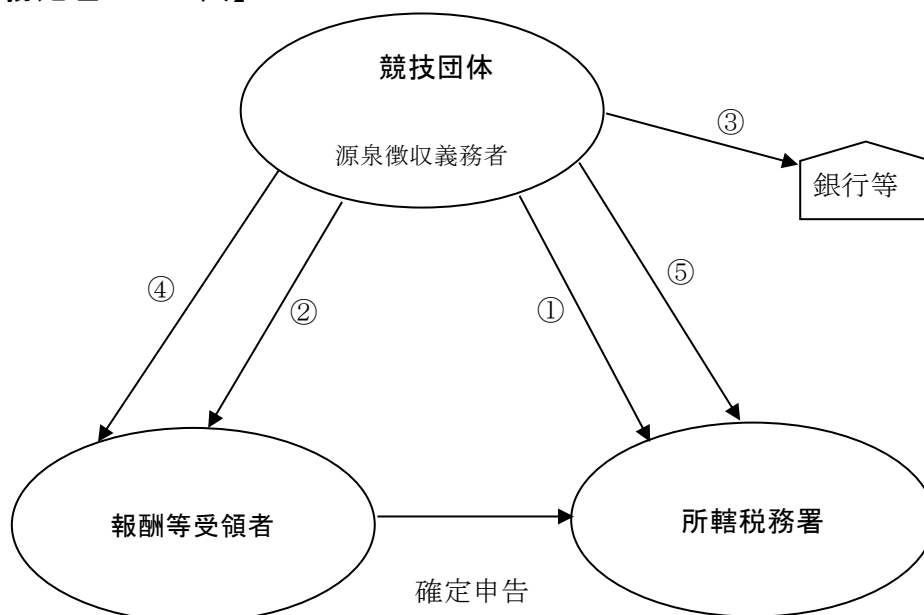 競技団体
③
源泉徴収義務者
銀行等
④
②
①
⑤
報酬等受領者
所轄税務署
確定申告